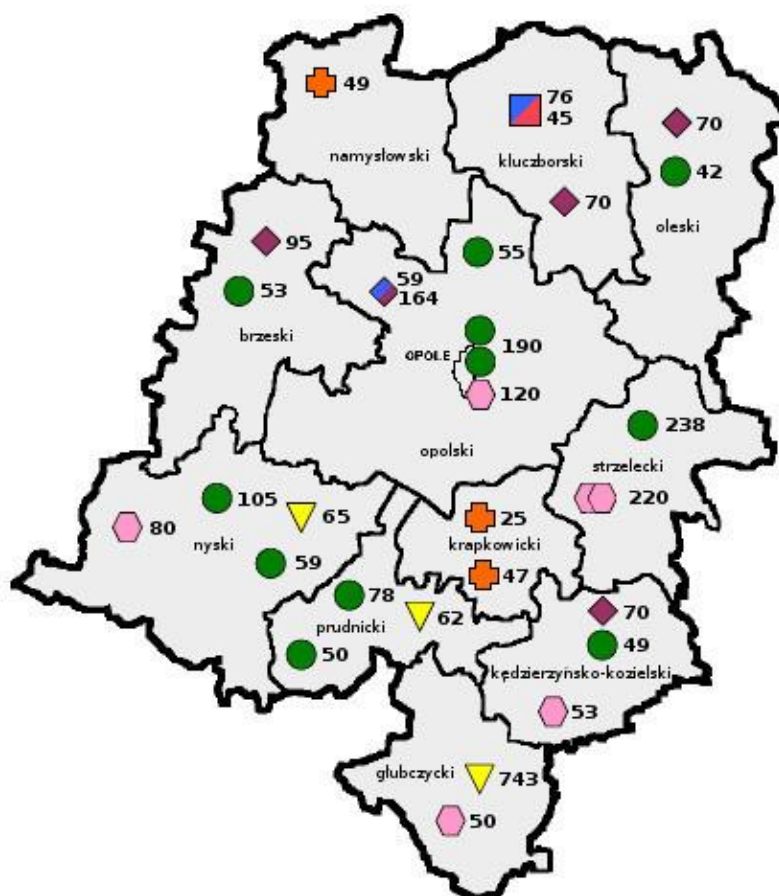 49
76
45
70
namysłowski
kluczborski
42
70
oleski
95
55
59
164
53
brzeski
190
OPOLE
120
238
opolski
strzelecki
105
65
25
220
80
nyski
krapkowicki
59
47
78
62
70
prudnicki
50
49
kędzierzyńsko-kozielski
53
głubczycki
743
50